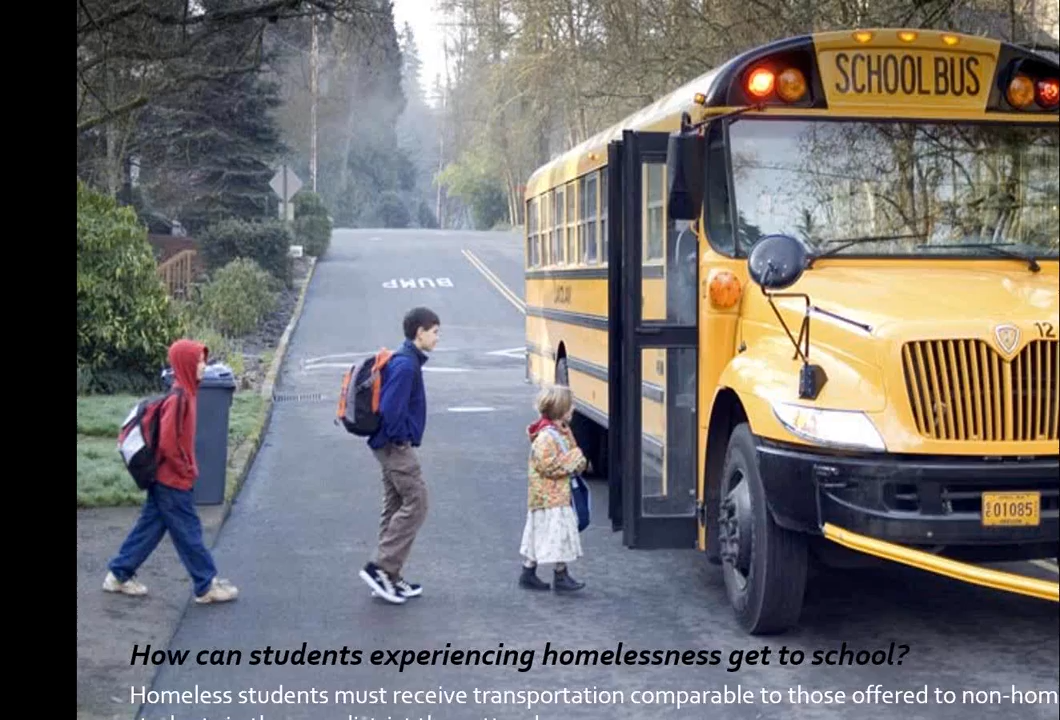 SCHOOL BUS
BUMP
12
01085
How can students experiencing homelessness get to school?
Homeless students must receive transportation comparable to those offered to non-hom